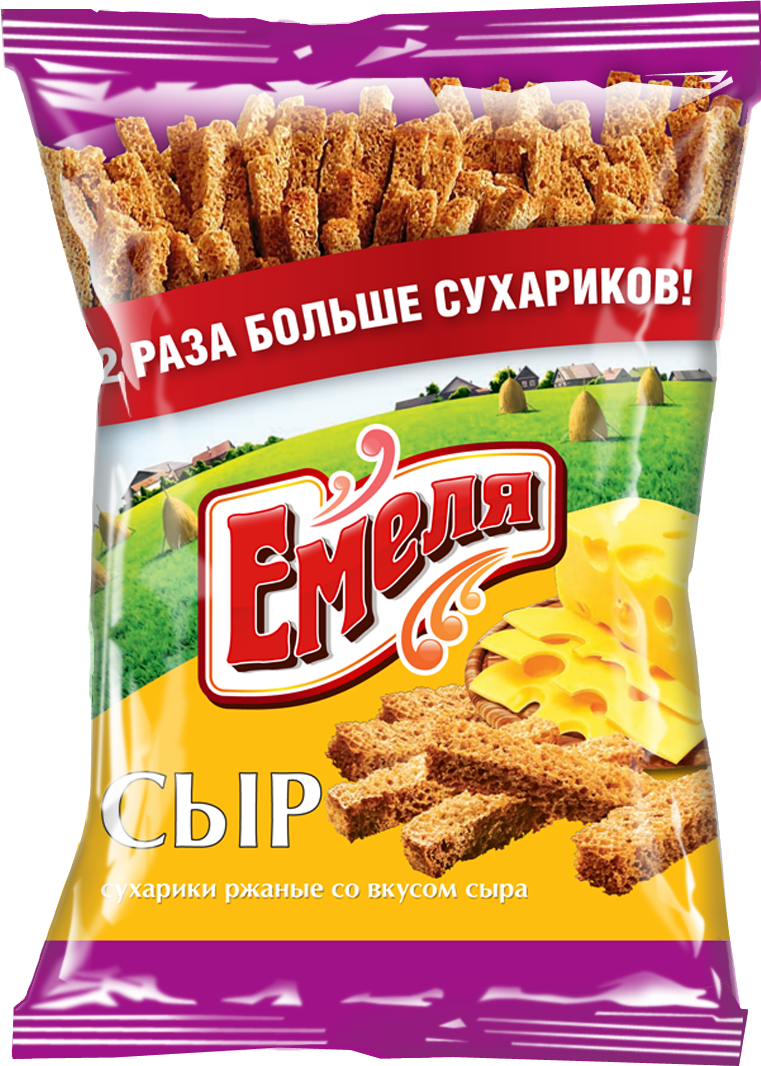 2 РАЗА БОЛЬШЕ СУХАРИКОВ!
Емеля
СЫР
сухарики ржаные со вкусом сыра